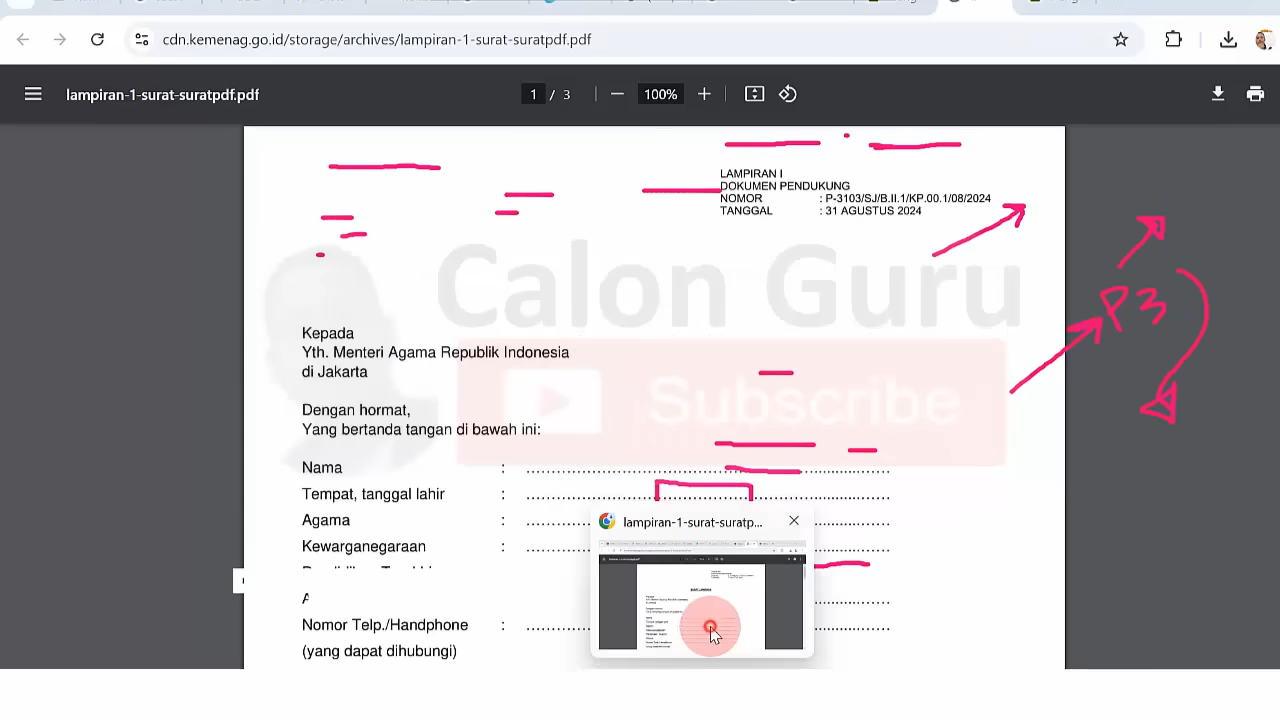 cdn.kemenag.go.id/storage/archives/lampiran-1-surat-suratpdf.pdf
lampiran-1-surat-suratpdf.pdf
1 / 3
100%
LAMPIRAN I
DOKUMEN PENDUKUNG
NOMOR : P-3103/SJ/B.II.1/KP.00.1/08/2024
TANGGAL : 31 AGUSTUS 2024
Calon Guru
P3
Kepada
Yth. Menteri Agama Republik Indonesia
di Jakarta
Subscribe
Dengan hormat,
Yang bertanda tangan di bawah ini:
Nama :
Tempat, tanggal lahir :
Agama :
lampiran-1-surat-suratp...
Kewarganegaraan :
Nomor Telp./Handphone :
(yang dapat dihubungi)